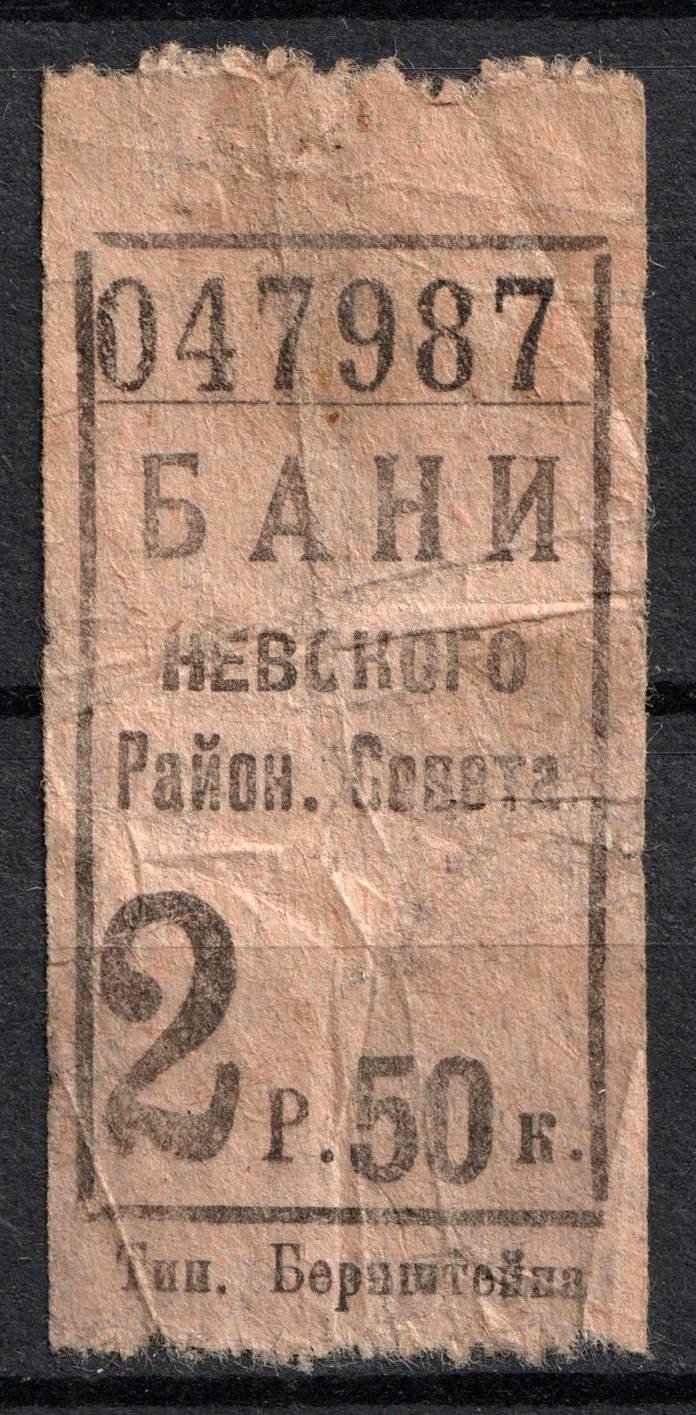 047987
БАНИ
НЕВСКОГО
Район. Совета
2 Р. 50 к.
Тип. Бернштейна